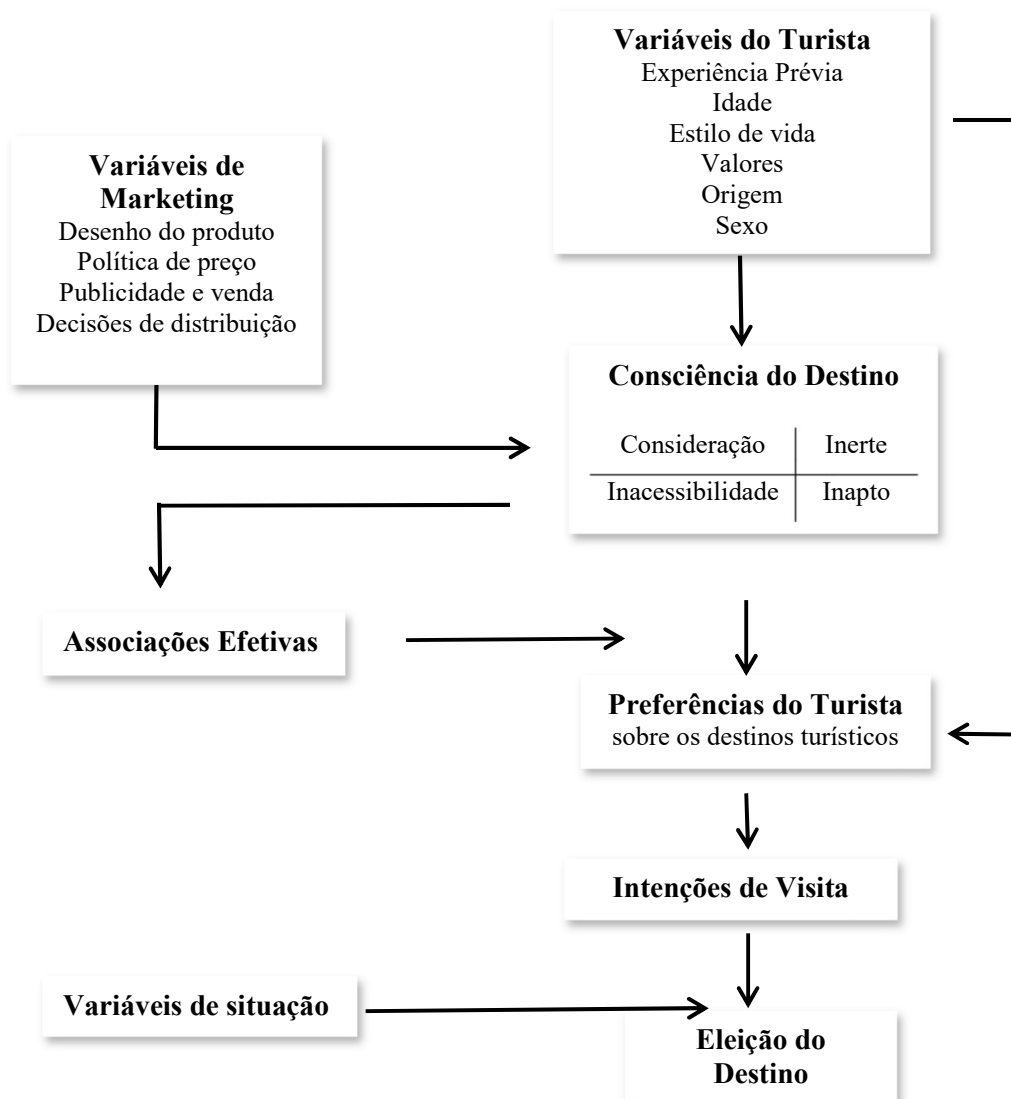 Variáveis do Turista
Experiência Prévia
Idade
Estilo de vida
Valores
Origem
Sexo
Variáveis de
Marketing
Desenho do produto
Política de preço
Publicidade e venda
Decisões de distribuição
Consciência do Destino
Consideração Inerte
Inacessibilidade Inapto
Associações Efetivas
Preferências do Turista
sobre os destinos turísticos
Intenções de Visita
Variáveis de situação
Eleição do
Destino